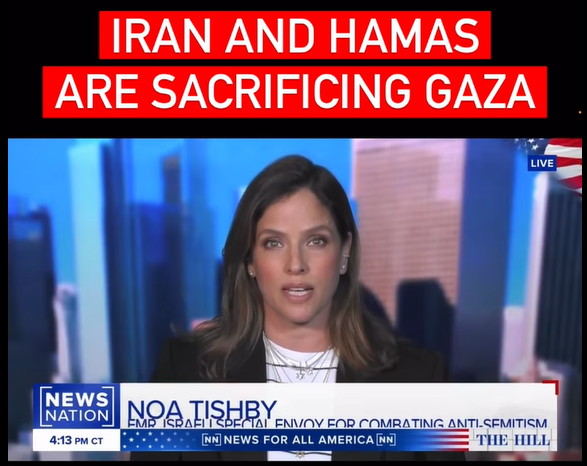 IRAN AND HAMAS
ARE SACRIFICING GAZA
LIVE
NEWS
NATION
NOA TISHBY
FMR. ISRAELI SPECIAL ENVOY FOR COMBATING ANTI-SEMITISM
4:13 PM CT
NN NEWS FOR ALL AMERICA NN
THE HILL